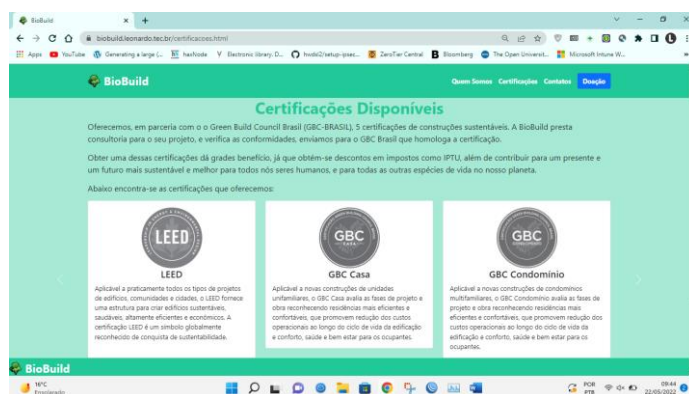 BioBuild
biobuild.leonardo.tec.br/certificacoes.html
Apps YouTube Generating a large (... hashNode Electronic library. D... hwdsl2/setup-ipsec... ZeroTier Central Bloomberg The Open Universit... Microsoft Intune W...
BioBuild Quem Somos Certificações Contatos Doação
Certificações Disponíveis
Oferecemos, em parceria com o o Green Build Council Brasil (GBC-BRASIL), 5 certificações de construções sustentáveis. A BioBuild presta
consultoria para o seu projeto, e verifica as conformidades, enviamos para o GBC Brasil que homologa a certificação.
Obter uma dessas certificações dá grades benefício, já que obtém-se descontos em impostos como IPTU, além de contribuir para um presente e
um futuro mais sustentável e melhor para todos nós seres humanos, e para todas as outras espécies de vida no nosso planeta.
Abaixo encontra-se as certificações que oferecemos:
LEED
LEED
Aplicável a praticamente todos os tipos de projetos
de edifícios, comunidades e cidades, o LEED fornece
uma estrutura para criar edifícios sustentáveis,
saudáveis, altamente eficientes e econômicos. A
certificação LEED é um símbolo globalmente
reconhecido de conquista de sustentabilidade.
GBC
CASA
GBC Casa
Aplicável a novas construções de unidades
unifamiliares, o GBC Casa avalia as fases de projeto e
obra reconhecendo residências mais eficientes e
confortáveis, que promovem redução dos custos
operacionais ao longo do ciclo de vida da edificação
e conforto, saúde e bem estar para os ocupantes.
GBC
GBC Condomínio
Aplicável a novas construções de condomínios
multifamiliares, o GBC Condomínio avalia as fases de
projeto e obra reconhecendo residências mais
eficientes e confortáveis, que promovem redução dos
custos operacionais ao longo do ciclo de vida da
edificação e conforto, saúde e bem estar para os
ocupantes.
BioBuild
16°C
Ensolarado
POR
PTB
09:44
22/05/2022